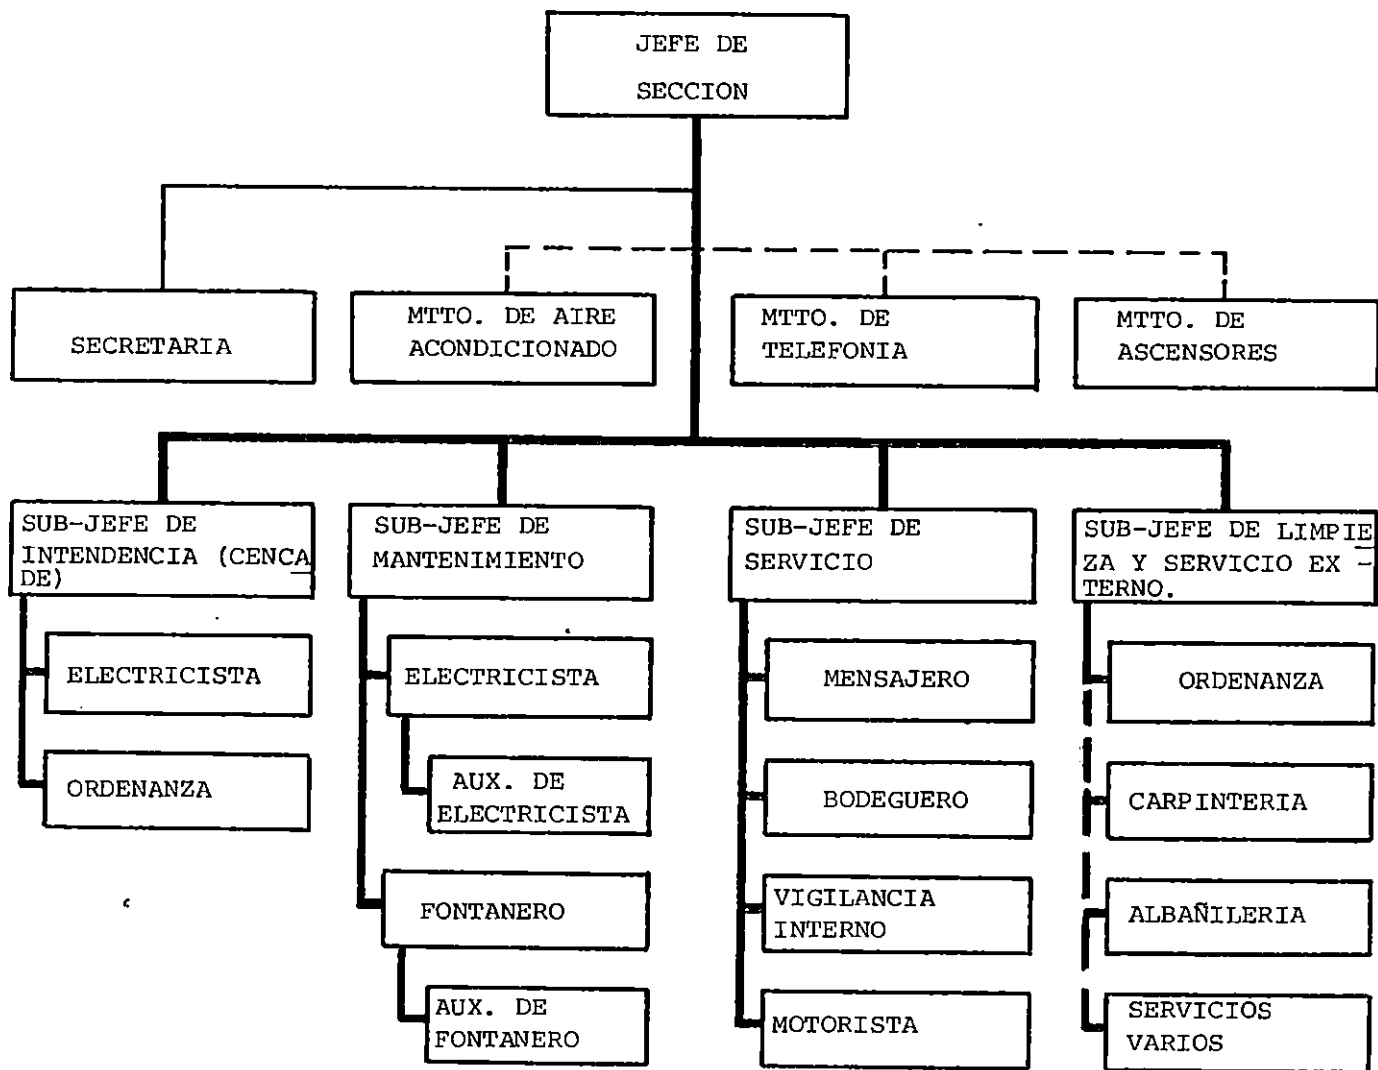 JEFE DE
SECCION
SECRETARIA
MTTO. DE AIRE
ACONDICIONADO
MTTO. DE
TELEFONIA
MTTO. DE
ASCENSORES
SUB-JEFE DE
INTENDENCIA (CENCA
DE)
SUB-JEFE DE
MANTENIMIENTO
SUB-JEFE DE
SERVICIO
SUB-JEFE DE LIMPIE
ZA Y SERVICIO EX -
TERNO.
ELECTRICISTA
ORDENANZA
ELECTRICISTA
AUX. DE
ELECTRICISTA
FONTANERO
AUX. DE
FONTANERO
MENSAJERO
BODEGUERO
VIGILANCIA
INTERNO
MOTORISTA
ORDENANZA
CARPINTERIA
ALBAÑILERIA
SERVICIOS
VARIOS